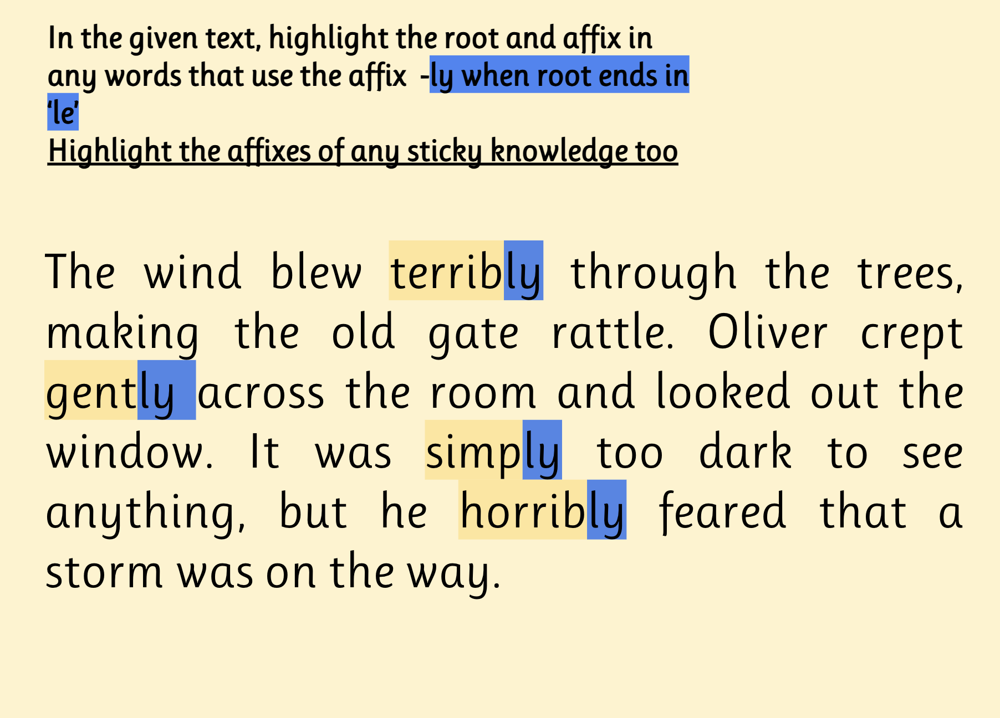 In the given text, highlight the root and affix in
any words that use the affix -ly when root ends in
‘le’
Highlight the affixes of any sticky knowledge too
The wind blew terribly through the trees,
making the old gate rattle. Oliver crept
gently across the room and looked out the
window. It was simply too dark to see
anything, but he horribly feared that a
storm was on the way.